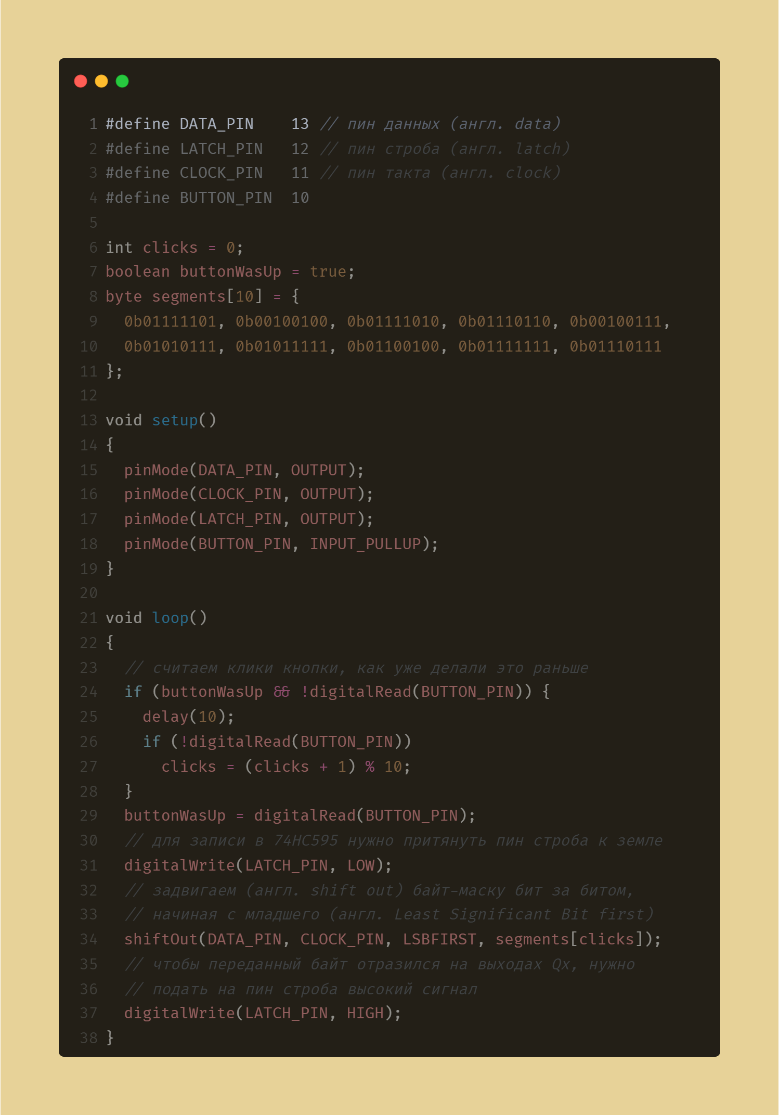 1 #define DATA_PIN    13 // пин данных (англ. data)
2 #define LATCH_PIN   12 // пин строба (англ. latch)
3 #define CLOCK_PIN   11 // пин такта (англ. clock)
4 #define BUTTON_PIN  10
5
6 int clicks = 0;
7 boolean buttonWasUp = true;
8 byte segments[10] = {
9   0b01111101, 0b00100100, 0b01111010, 0b01110110, 0b00100111,
10   0b01010111, 0b01011111, 0b01100100, 0b01111111, 0b01110111
11 };
12
13 void setup()
14 {
15   pinMode(DATA_PIN, OUTPUT);
16   pinMode(CLOCK_PIN, OUTPUT);
17   pinMode(LATCH_PIN, OUTPUT);
18   pinMode(BUTTON_PIN, INPUT_PULLUP);
19 }
20
21 void loop()
22 {
23   // считаем клики кнопки, как уже делали это раньше
24   if (buttonWasUp && !digitalRead(BUTTON_PIN)) {
25     delay(10);
26     if (!digitalRead(BUTTON_PIN))
27       clicks = (clicks + 1) % 10;
28   }
29   buttonWasUp = digitalRead(BUTTON_PIN);
30   // для записи в 74HC595 нужно притянуть пин строба к земле
31   digitalWrite(LATCH_PIN, LOW);
32   // задвигаем (англ. shift out) байт-маску бит за битом,
33   // начиная с младшего (англ. Least Significant Bit first)
34   shiftOut(DATA_PIN, CLOCK_PIN, LSBFIRST, segments[clicks]);
35   // чтобы переданный байт отразился на выходах Qx, нужно
36   // подать на пин строба высокий сигнал
37   digitalWrite(LATCH_PIN, HIGH);
38 }